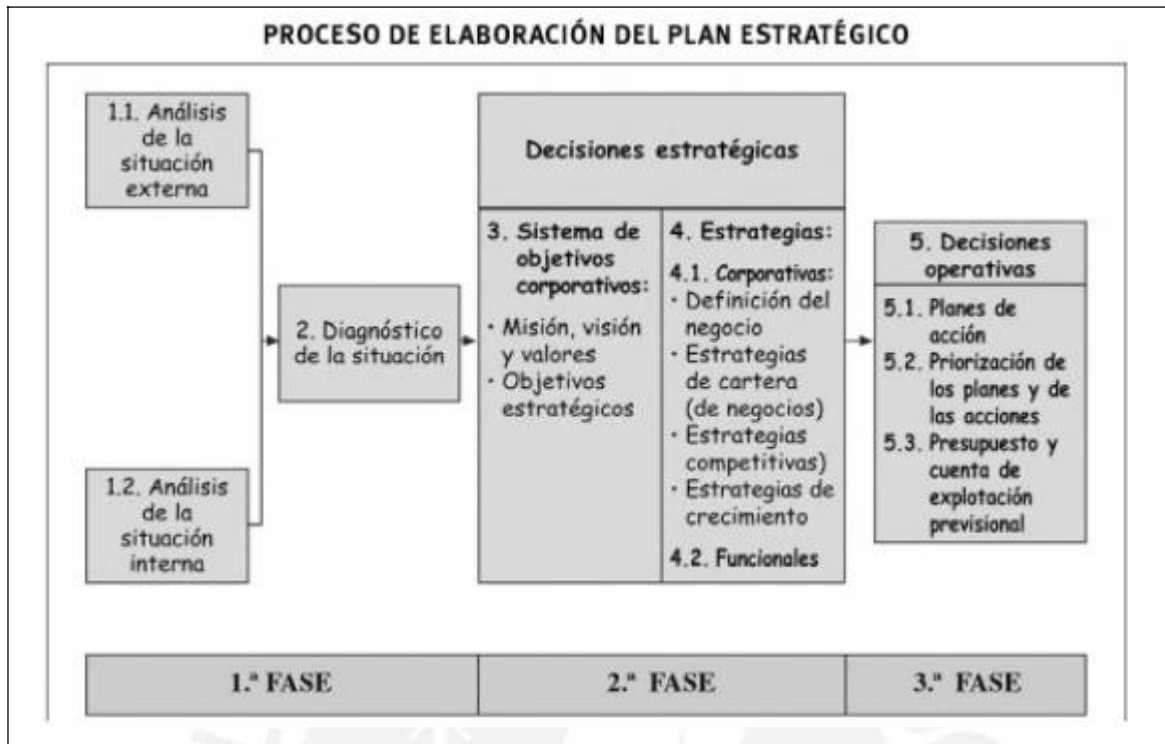 PROCESO DE ELABORACIÓN DEL PLAN ESTRATÉGICO
1.1. Análisis
de la
situación
externa
1.2. Análisis
de la
situación
interna
2. Diagnóstico
de la situación
Decisiones estratégicas
3. Sistema de
objetivos
corporativos:
· Misión, visión
y valores
· Objetivos
estratégicos
4. Estrategias:
4.1. Corporativas:
· Definición del
negocio
· Estrategias
de cartera
(de negocios)
· Estrategias
competitivas)
· Estrategias de
crecimiento
4.2. Funcionales
5. Decisiones
operativas
5.1. Planes de
acción
5.2. Priorización de
los planes y de
las acciones
5.3. Presupuesto y
cuenta de
explotación
previsional
1.ª FASE
2.ª FASE
3.ª FASE